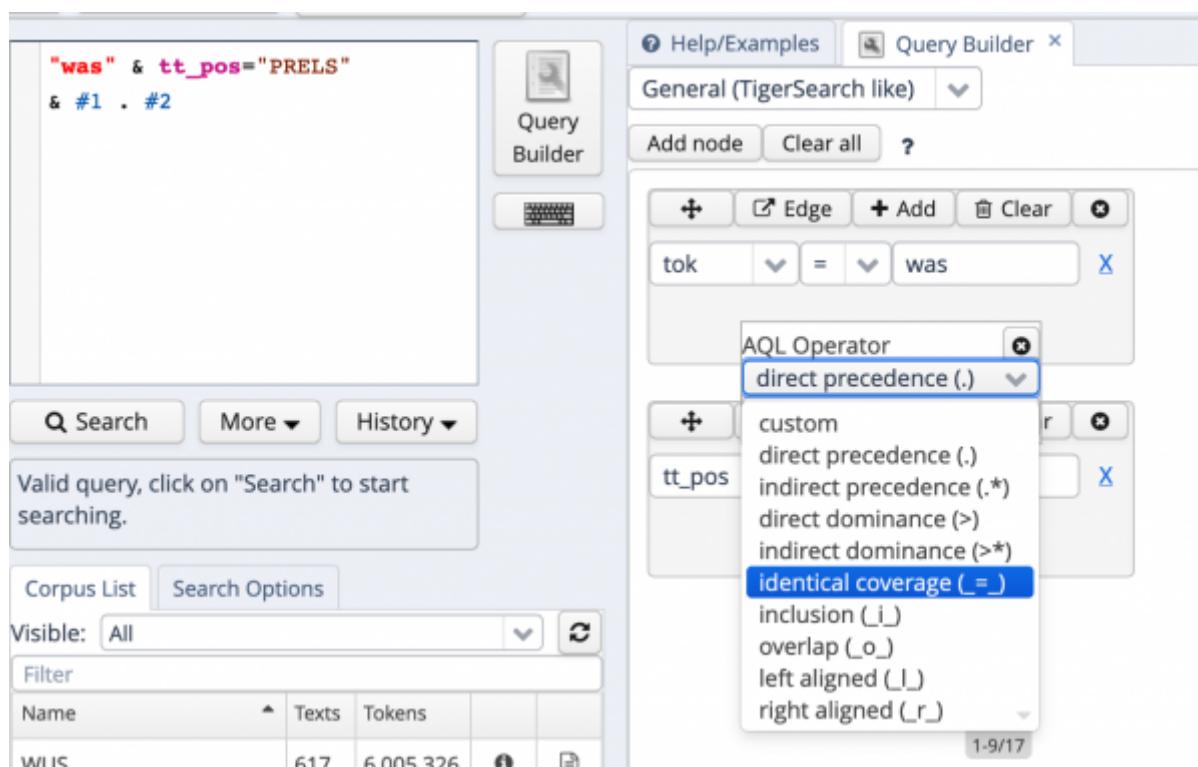 "was" & tt_pos="PRELS"
& #1 . #2
Query
Builder
Search
More
History
Valid query, click on "Search" to start
searching.
Corpus List
Search Options
Visible:
All
Filter
Name
Texts
Tokens
WUS
617
6,005,326
Help/Examples
Query Builder
General (TigerSearch like)
Add node
Clear all
?
Edge
+ Add
Clear
tok
=
was
X
AQL Operator
direct precedence (.)
tt_pos
X
custom
direct precedence (.)
indirect precedence (.*)
direct dominance (>)
indirect dominance (>*)
identical coverage (_=_)
inclusion (_i_)
overlap (_o_)
left aligned (_l_)
right aligned (_r_)
1-9/17